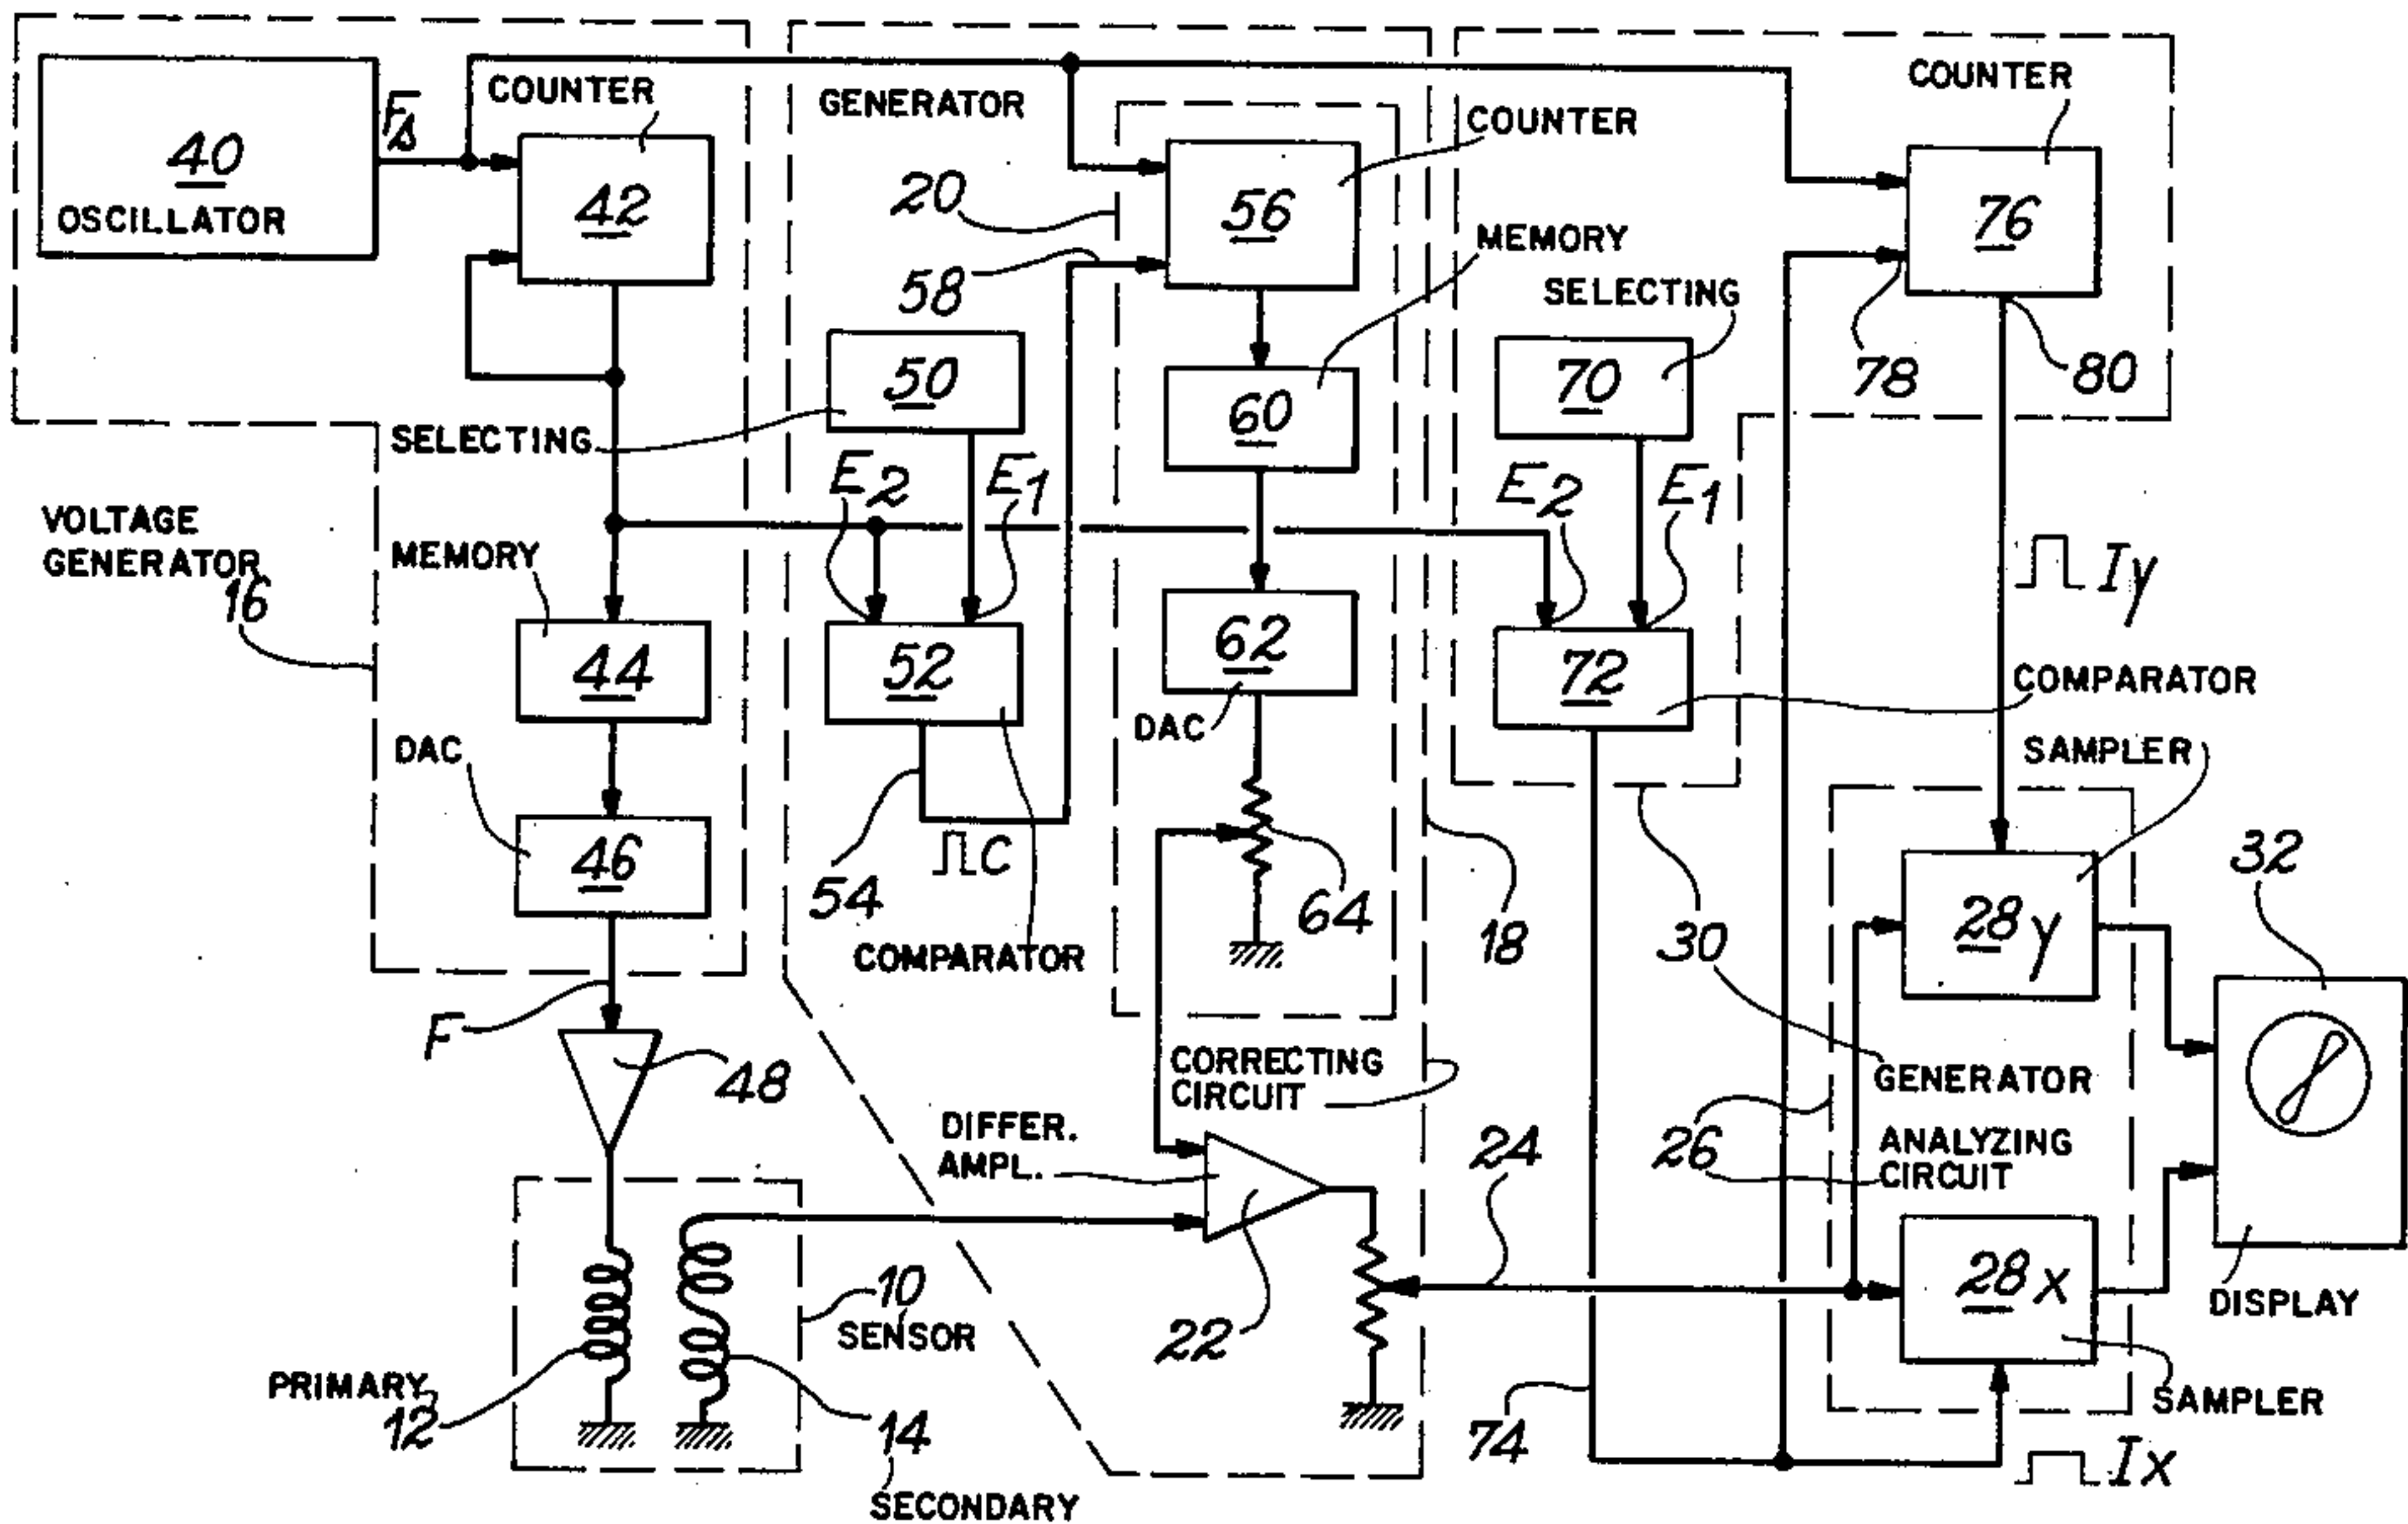 COUNTER
COUNTER
GENERATOR
COUNTER
Fs
40
OSCILLATOR
42
20
56
76
MEMORY
58
SELECTING
50
70
60
78
80
SELECTING
E2
E1
E2
E1
VOLTAGE
GENERATOR
16
MEMORY
Iy
44
52
62
72
COMPARATOR
DAC
DAC
SAMPLER
46
C
54
64
18
30
28y
32
COMPARATOR
F
48
CORRECTING
CIRCUIT
GENERATOR
DIFFER.
AMPL.
24
26
ANALYZING
CIRCUIT
22
10
SENSOR
28x
DISPLAY
PRIMARY
12
14
SECONDARY
74
SAMPLER
Ix